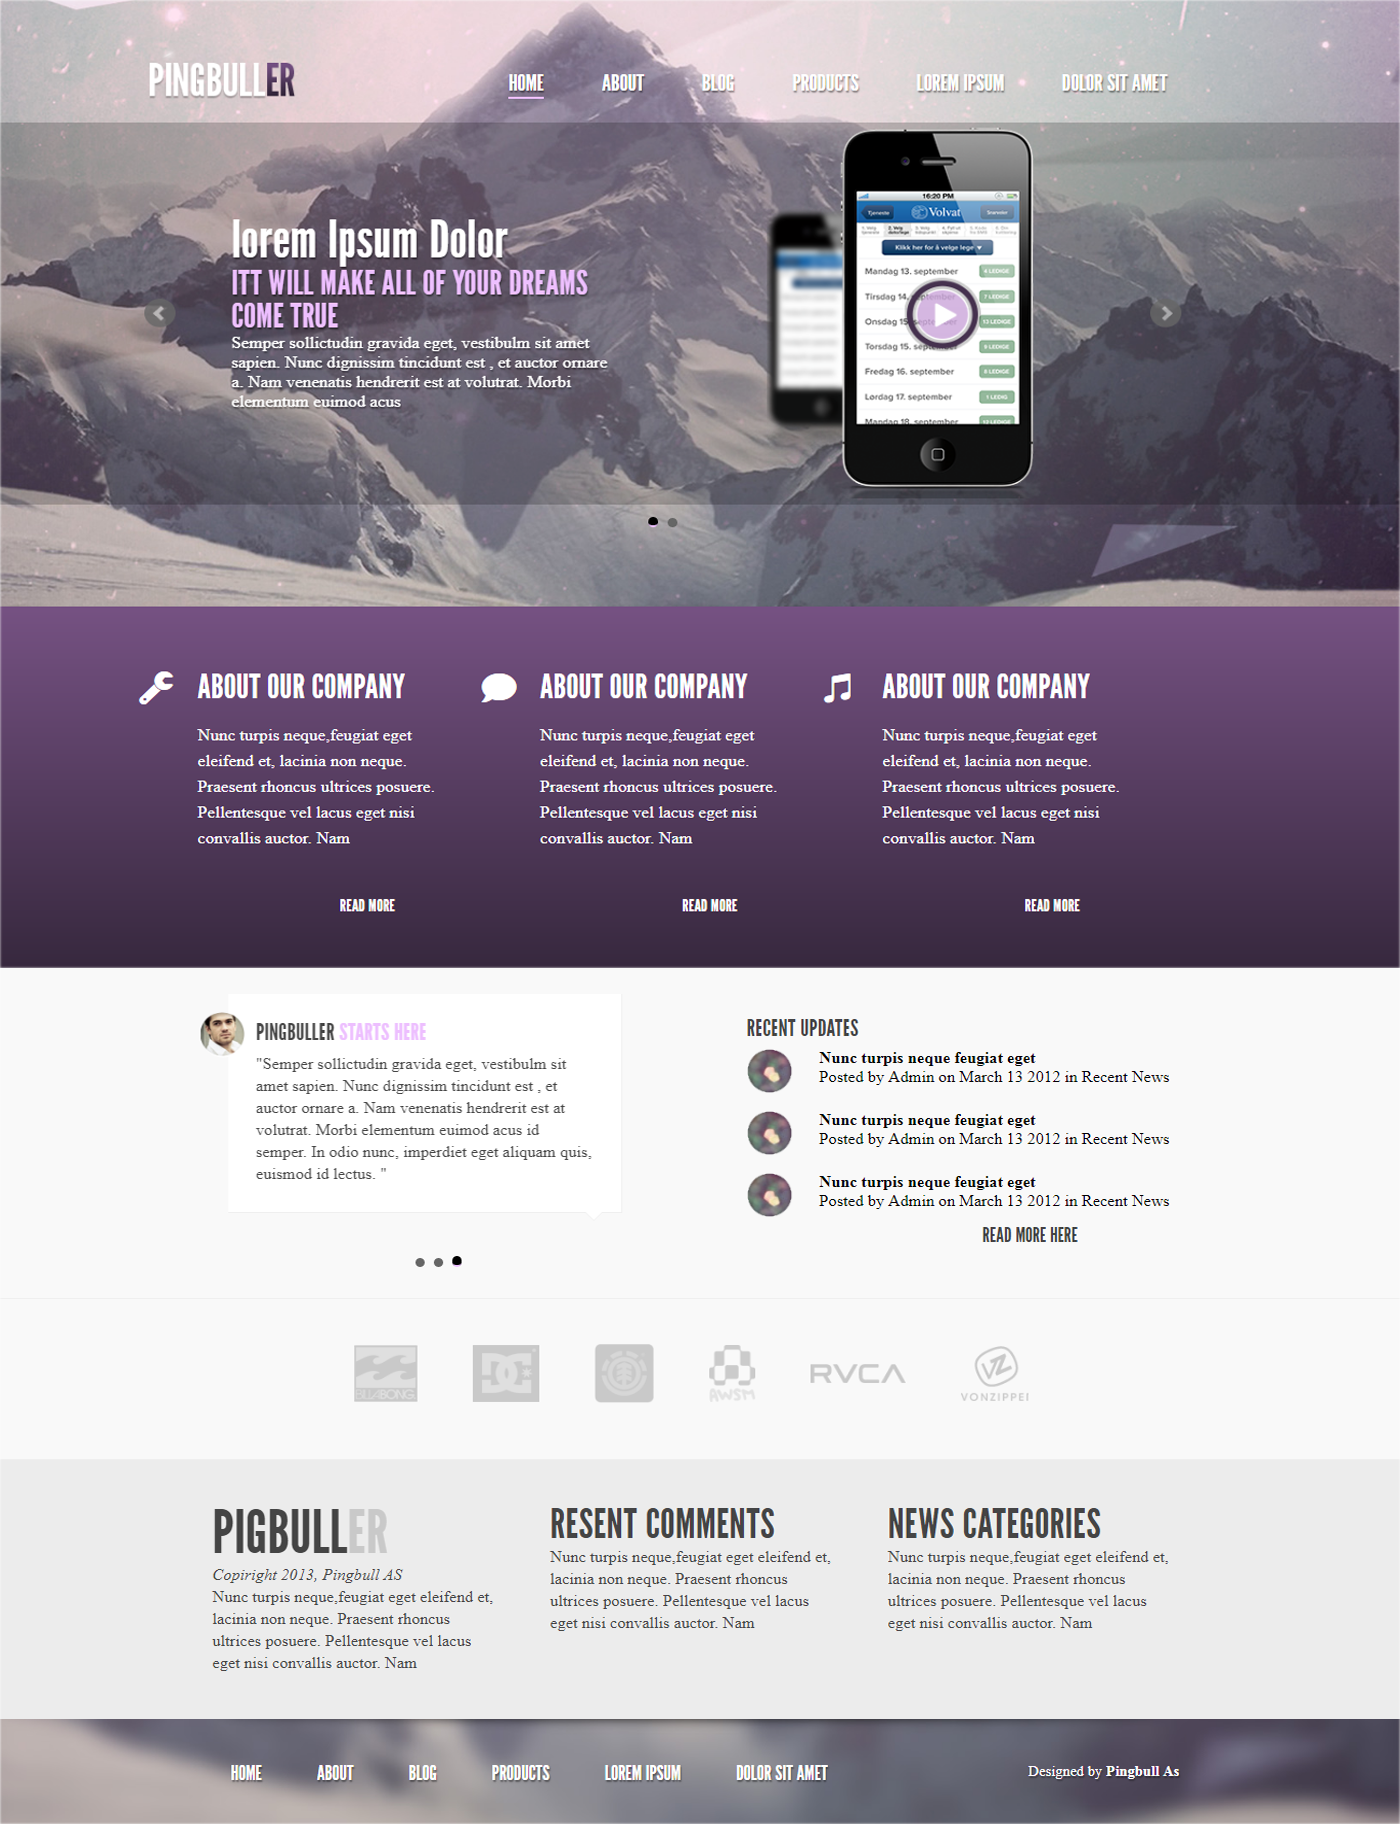 PINGBULLER
HOME ABOUT BLOG PRODUCTS LOREM IPSUM DOLOR SIT AMET
lorem Ipsum Dolor
ITT WILL MAKE ALL OF YOUR DREAMS
COME TRUE
Semper sollictudin gravida eget, vestibulm sit amet
sapien. Nunc dignissim tincidunt est , et auctor ornare
a. Nam venenatis hendrerit est at volutrat. Morbi
elementum euimod acus
16:20 PM
Tjeneste Volvat
Klikk her for å velge lege
Mandag 13. september 4 LEDIGE
Tirsdag 14. september 7 LEDIGE
Onsdag 15. september 13 LEDIGE
Torsdag 15. september 9 LEDIGE
Fredag 16. september 5 LEDIGE
Lørdag 17. september 1 LEDIG
Mandag 18. september
ABOUT OUR COMPANY
Nunc turpis neque,feugiat eget
eleifend et, lacinia non neque.
Praesent rhoncus ultrices posuere.
Pellentesque vel lacus eget nisi
convallis auctor. Nam
READ MORE
ABOUT OUR COMPANY
Nunc turpis neque,feugiat eget
eleifend et, lacinia non neque.
Praesent rhoncus ultrices posuere.
Pellentesque vel lacus eget nisi
convallis auctor. Nam
READ MORE
ABOUT OUR COMPANY
Nunc turpis neque,feugiat eget
eleifend et, lacinia non neque.
Praesent rhoncus ultrices posuere.
Pellentesque vel lacus eget nisi
convallis auctor. Nam
READ MORE
PINGBULLER STARTS HERE
"Semper sollictudin gravida eget, vestibulm sit
amet sapien. Nunc dignissim tincidunt est , et
auctor ornare a. Nam venenatis hendrerit est at
volutrat. Morbi elementum euimod acus id
semper. In odio nunc, imperdiet eget aliquam quis,
euismod id lectus. "
RECENT UPDATES
Nunc turpis neque feugiat eget
Posted by Admin on March 13 2012 in Recent News
Nunc turpis neque feugiat eget
Posted by Admin on March 13 2012 in Recent News
Nunc turpis neque feugiat eget
Posted by Admin on March 13 2012 in Recent News
READ MORE HERE
BILLABONG
DC
AWSM
RVCA
VZ
VONZIPPER
PIGBULLER
Copiright 2013, Pingbull AS
Nunc turpis neque,feugiat eget eleifend et,
lacinia non neque. Praesent rhoncus
ultrices posuere. Pellentesque vel lacus
eget nisi convallis auctor. Nam
RESENT COMMENTS
Nunc turpis neque,feugiat eget eleifend et,
lacinia non neque. Praesent rhoncus
ultrices posuere. Pellentesque vel lacus
eget nisi convallis auctor. Nam
NEWS CATEGORIES
Nunc turpis neque,feugiat eget eleifend et,
lacinia non neque. Praesent rhoncus
ultrices posuere. Pellentesque vel lacus
eget nisi convallis auctor. Nam
HOME ABOUT BLOG PRODUCTS LOREM IPSUM DOLOR SIT AMET
Designed by Pingbull As